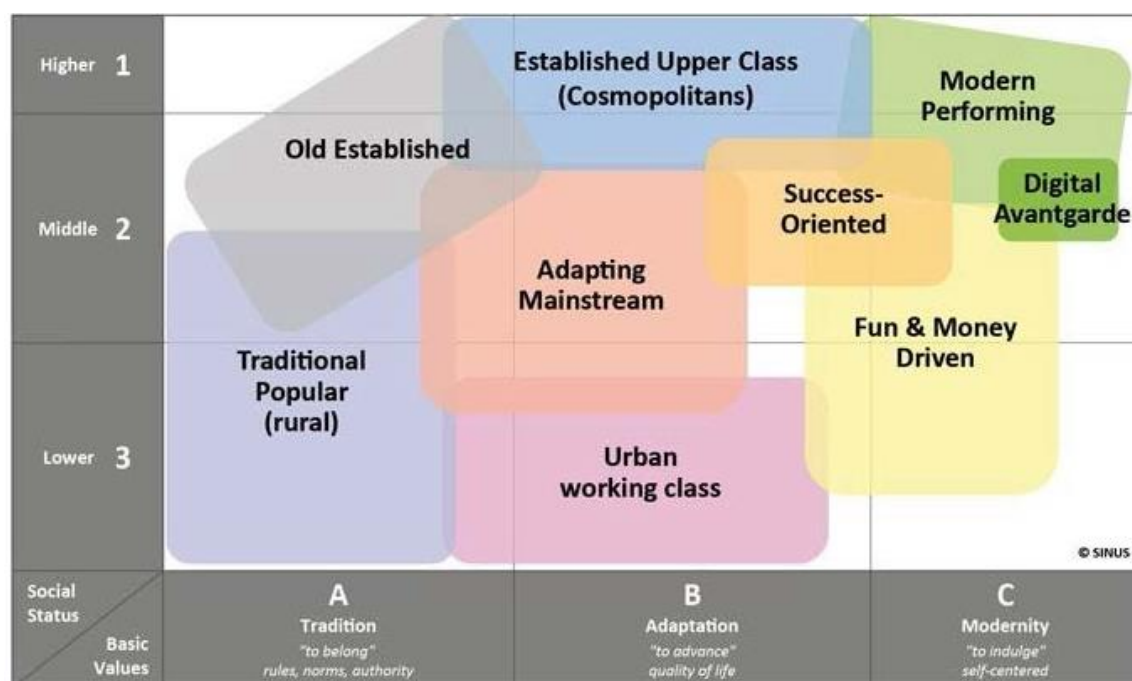 Higher 1
Established Upper Class
(Cosmopolitans)
Modern
Performing
Old Established
Middle 2
Success-
Oriented
Digital
Avantgarde
Adapting
Mainstream
Fun & Money
Driven
Traditional
Popular
(rural)
Lower 3
Urban
working class
© SINUS
Social
Status
Basic
Values
A
Tradition
"to belong"
rules, norms, authority
B
Adaptation
"to advance"
quality of life
C
Modernity
"to indulge"
self-centered